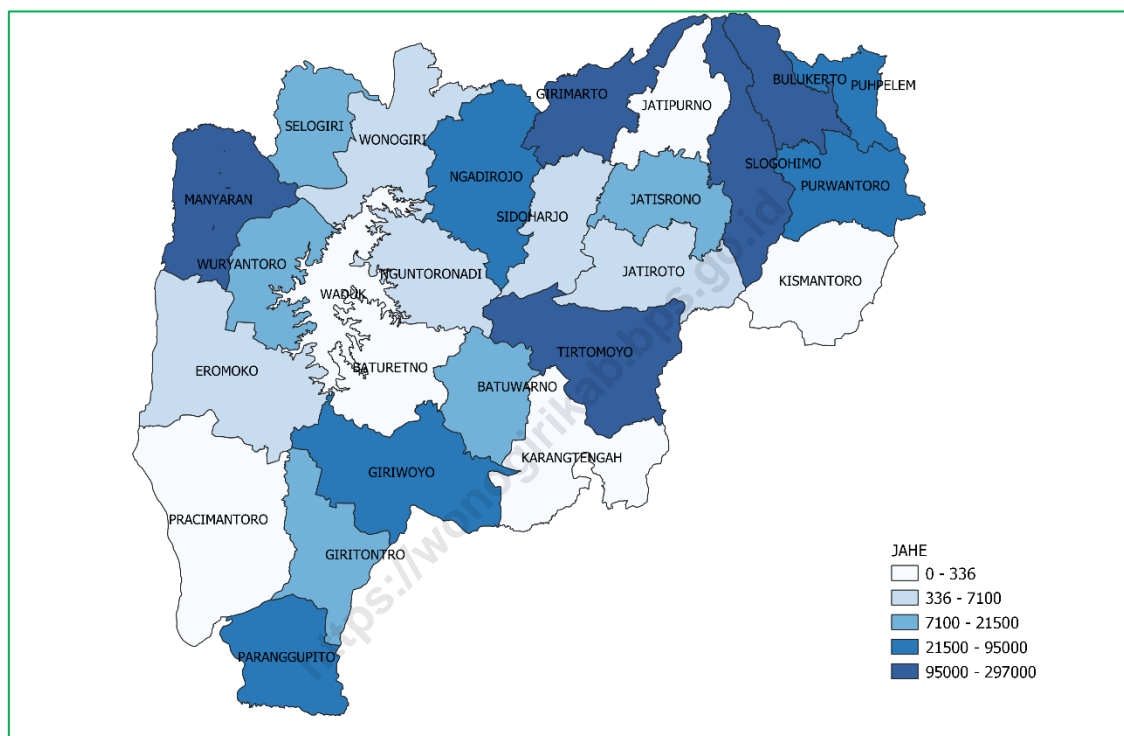 BULUKERTO
PUHPELEM
GIRIMARTO
JATIPURNO
SELOGIRI
WONOGIRI
SLOGOHIMO
NGADIROJO
PURWANTORO
MANYARAN
JATISRONO
SIDOHARJO
WURYANTORO
NGUNTORONADI
JATIROTO
KISMANTORO
WADUK
TIRTOMOYO
EROMOKO
BATURETNO
BATUWARNO
KARANGTENGAH
GIRIWOYO
PRACIMANTORO
GIRITONTRO
PARANGGUPITO
JAHE
0 - 336
336 - 7100
7100 - 21500
21500 - 95000
95000 - 297000
https://wonogirikab.bps.go.id